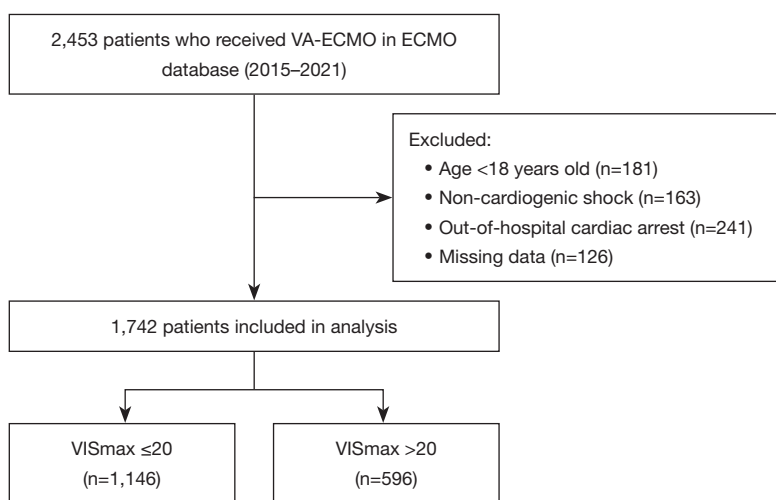 2,453 patients who received VA-ECMO in ECMO
database (2015–2021)
Excluded:
• Age <18 years old (n=181)
• Non-cardiogenic shock (n=163)
• Out-of-hospital cardiac arrest (n=241)
• Missing data (n=126)
1,742 patients included in analysis
VISmax ≤20
(n=1,146)
VISmax >20
(n=596)